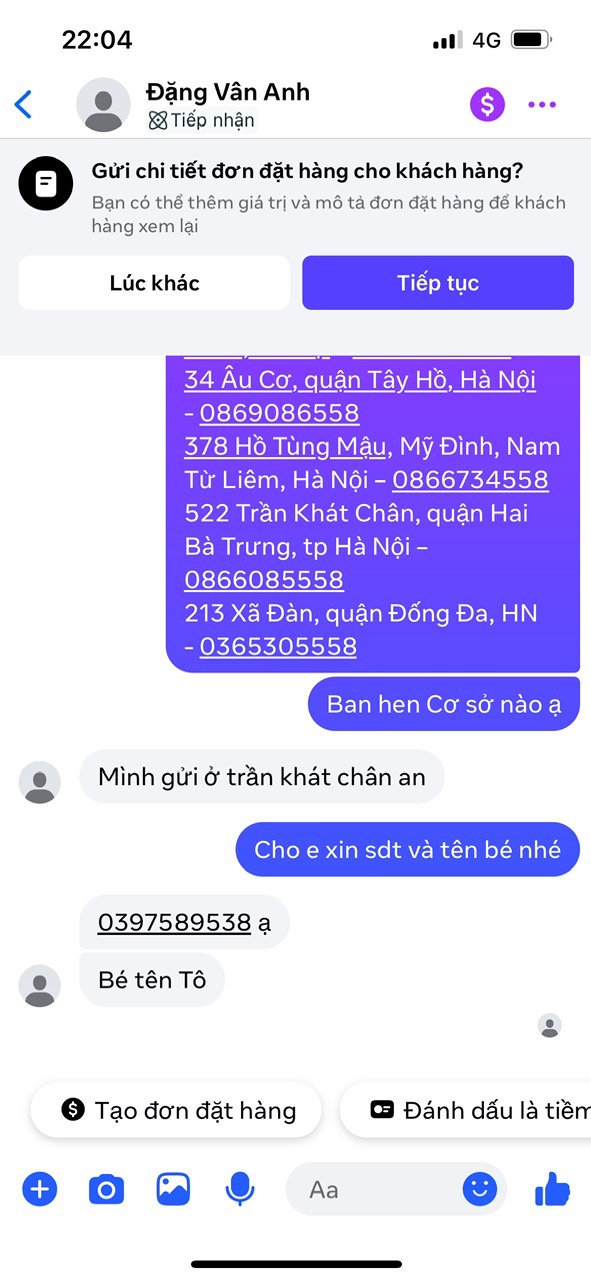 22:04
4G
Đặng Vân Anh
Tiếp nhận
Gửi chi tiết đơn đặt hàng cho khách hàng?
Bạn có thể thêm giá trị và mô tả đơn đặt hàng để khách
hàng xem lại
Lúc khác
Tiếp tục
34 Âu Cơ, quận Tây Hồ, Hà Nội
- 0869086558
378 Hồ Tùng Mậu, Mỹ Đình, Nam
Từ Liêm, Hà Nội – 0866734558
522 Trần Khát Chân, quận Hai
Bà Trưng, tp Hà Nội –
0866085558
213 Xã Đàn, quận Đống Đa, HN
- 0365305558
Ban hen Cơ sở nào ạ
Mình gửi ở trần khát chân an
Cho e xin sdt và tên bé nhé
0397589538 ạ
Bé tên Tô
Tạo đơn đặt hàng
Đánh dấu là tiềm
Aa